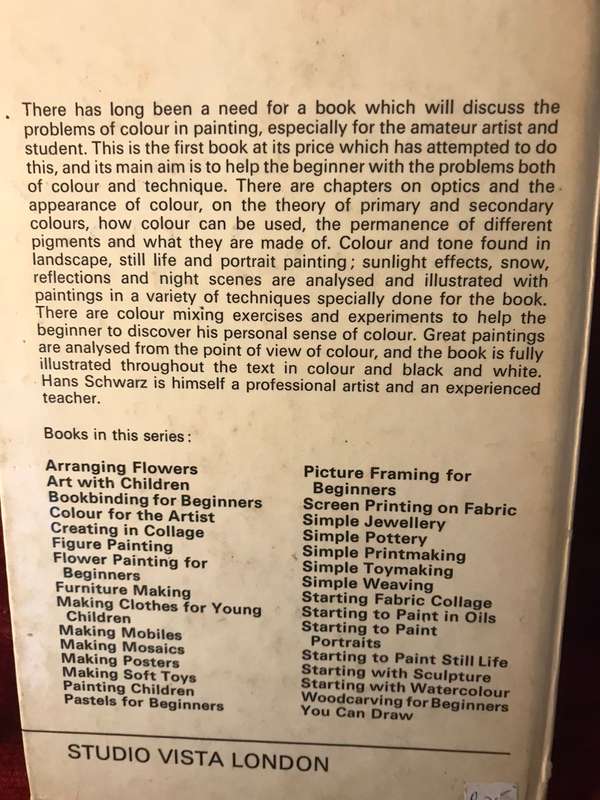 There has long been a need for a book which will discuss the
problems of colour in painting, especially for the amateur artist and
student. This is the first book at its price which has attempted to do
this, and its main aim is to help the beginner with the problems both
of colour and technique. There are chapters on optics and the
appearance of colour, on the theory of primary and secondary
colours, how colour can be used, the permanence of different
pigments and what they are made of. Colour and tone found in
landscape, still life and portrait painting; sunlight effects, snow,
reflections and night scenes are analysed and illustrated with
paintings in a variety of techniques specially done for the book.
There are colour mixing exercises and experiments to help the
beginner to discover his personal sense of colour. Great paintings
are analysed from the point of view of colour, and the book is fully
illustrated throughout the text in colour and black and white.
Hans Schwarz is himself a professional artist and an experienced
teacher.
Books in this series:
Arranging Flowers
Art with Children
Bookbinding for Beginners
Colour for the Artist
Creating in Collage
Figure Painting
Flower Painting for
Beginners
Furniture Making
Making Clothes for Young
Children
Making Mobiles
Making Mosaics
Making Posters
Making Soft Toys
Painting Children
Pastels for Beginners
Picture Framing for
Beginners
Screen Printing on Fabric
Simple Jewellery
Simple Pottery
Simple Printmaking
Simple Toymaking
Simple Weaving
Starting Fabric Collage
Starting to Paint in Oils
Starting to Paint
Portraits
Starting to Paint Still Life
Starting with Sculpture
Starting with Watercolour
Woodcarving for Beginners
You Can Draw
STUDIO VISTA LONDON